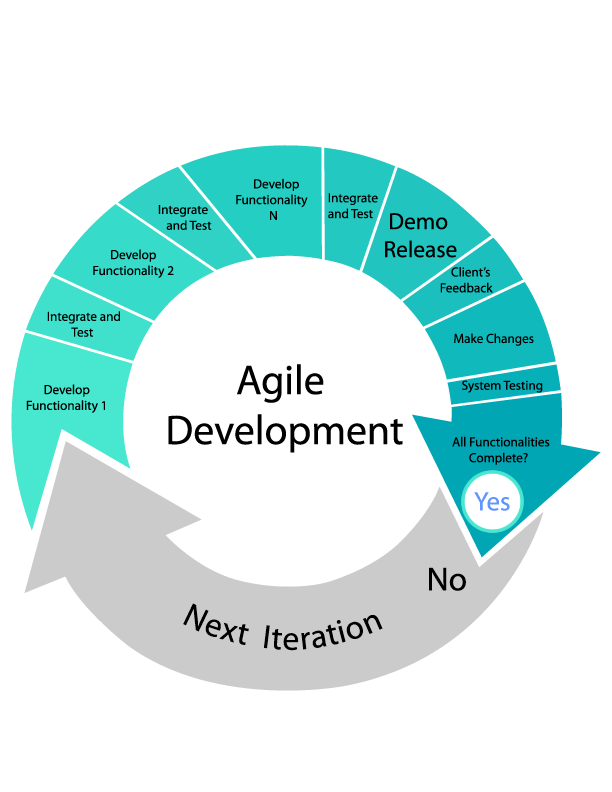 Develop
Functionality 1
Integrate and
Test
Develop
Functionality 2
Integrate
and Test
Develop
Functionality
N
Integrate
and Test
Demo
Release
Client's
Feedback
Make Changes
System Testing
All Functionalities
Complete?
Yes
No
Next Iteration
Agile
Development